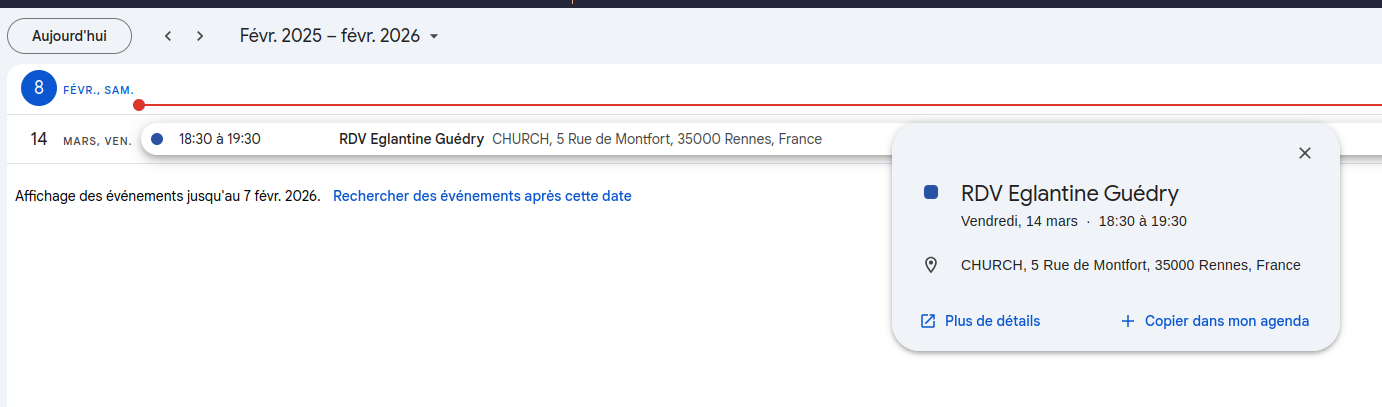 Aujourd'hui
Févr. 2025 – févr. 2026
8 FÉVR., SAM.
14 MARS, VEN. 18:30 à 19:30 RDV Eglantine Guédry CHURCH, 5 Rue de Montfort, 35000 Rennes, France
Affichage des événements jusqu'au 7 févr. 2026. Rechercher des événements après cette date
RDV Eglantine Guédry
Vendredi, 14 mars · 18:30 à 19:30
CHURCH, 5 Rue de Montfort, 35000 Rennes, France
Plus de détails
Copier dans mon agenda